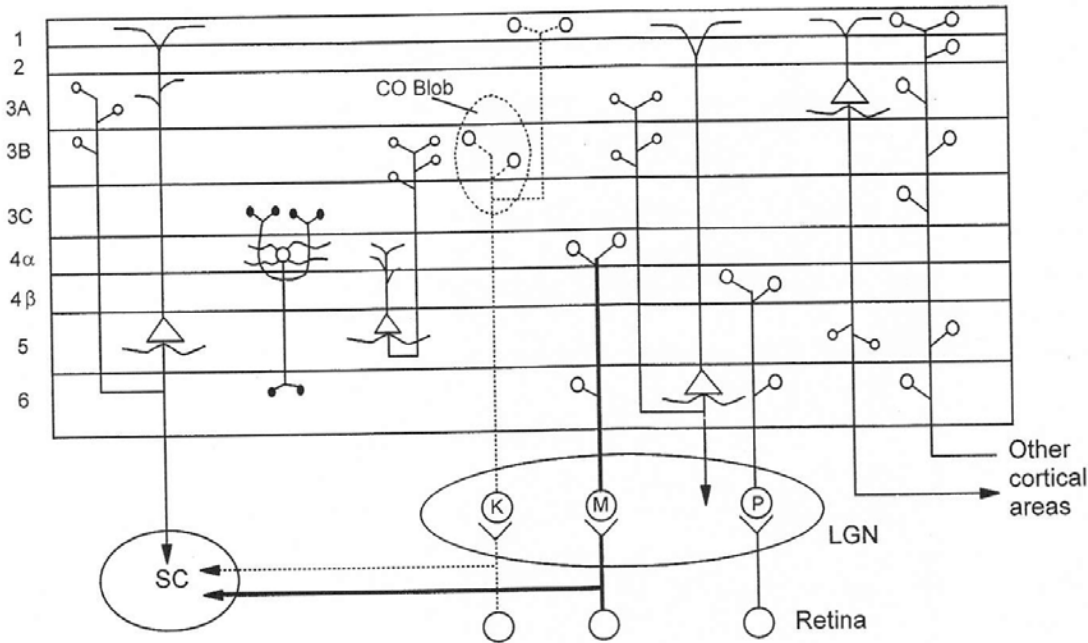 1
2
3A
3B
3C
4α
4β
5
6
CO Blob
K
M
P
LGN
Other
cortical
areas
SC
Retina